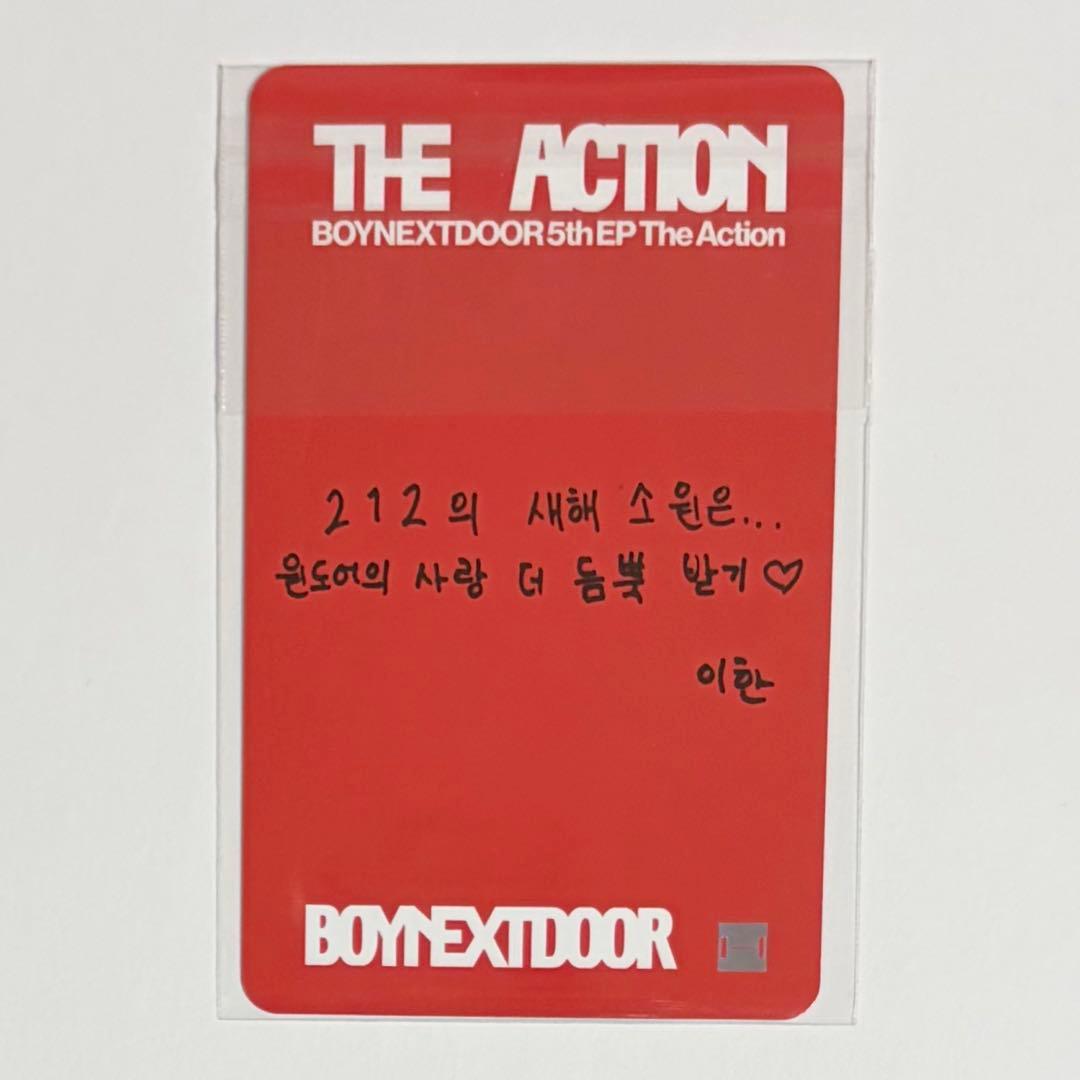 THE ACTION
BOYNEXTDOOR 5th EP The Action
212의 새해 소원은...
원도어의 사랑 더 듬뿍 받기♡
이한
BOYNEXTDOOR